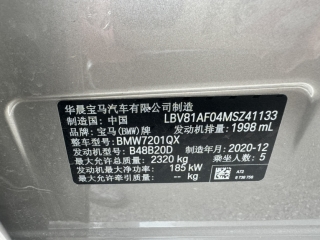 华晨宝马汽车有限公司制造
制造国: 中国 LBV81AF04MSZ41133
品牌: 宝马(BMW)牌 发动机排量: 1998 mL
整车型号: BMW7201QX
发动机型号: B48B20D 制造年月: 2020-12
最大允许总质量: 2320 kg 乘坐人数: 5
发动机最大净功率: 185 kW
最大允许牵引质量: -- kg